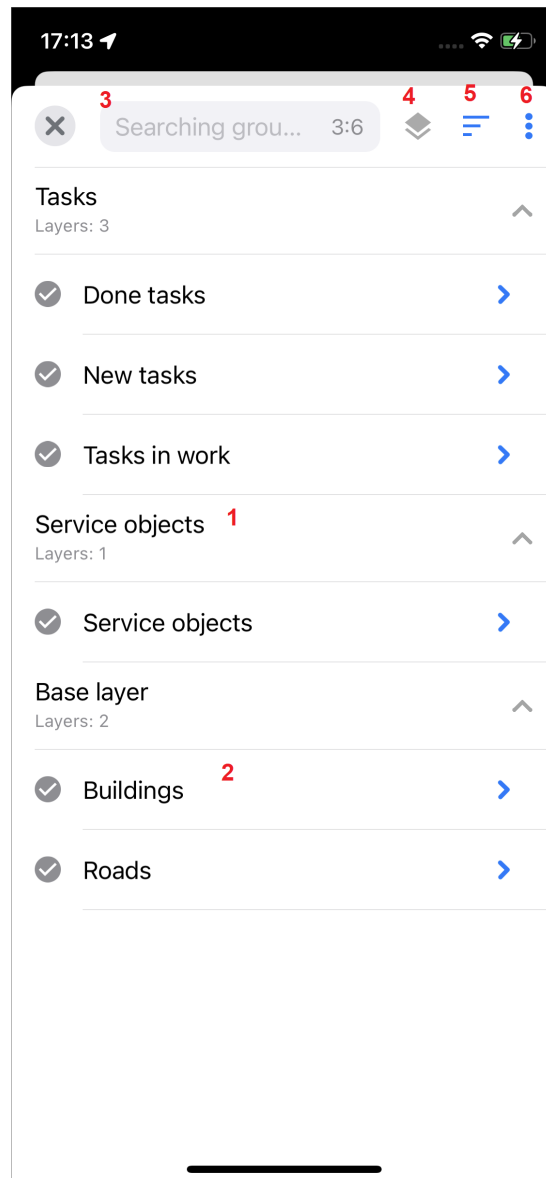 17:13
3 4 5 6
Searching grou... 3:6
Tasks
Layers: 3
Done tasks
New tasks
Tasks in work
Service objects 1
Layers: 1
Service objects
Base layer
Layers: 2
2
Buildings
Roads